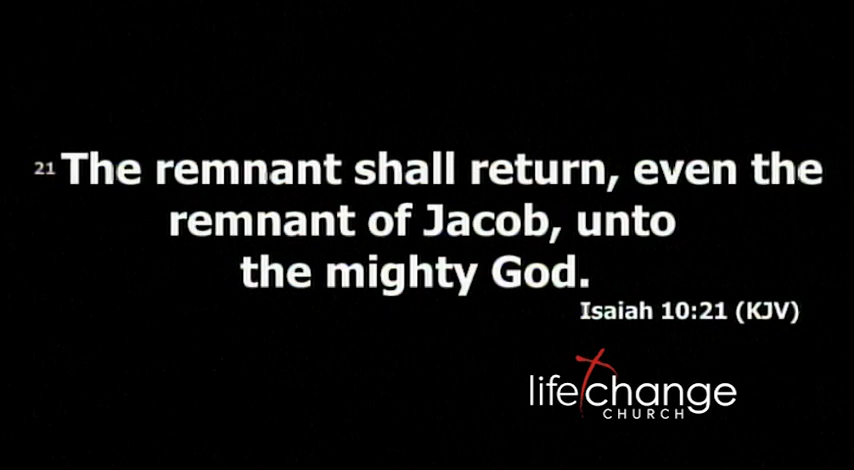 21 The remnant shall return, even the
remnant of Jacob, unto
the mighty God.
Isaiah 10:21 (KJV)
life change
CHURCH